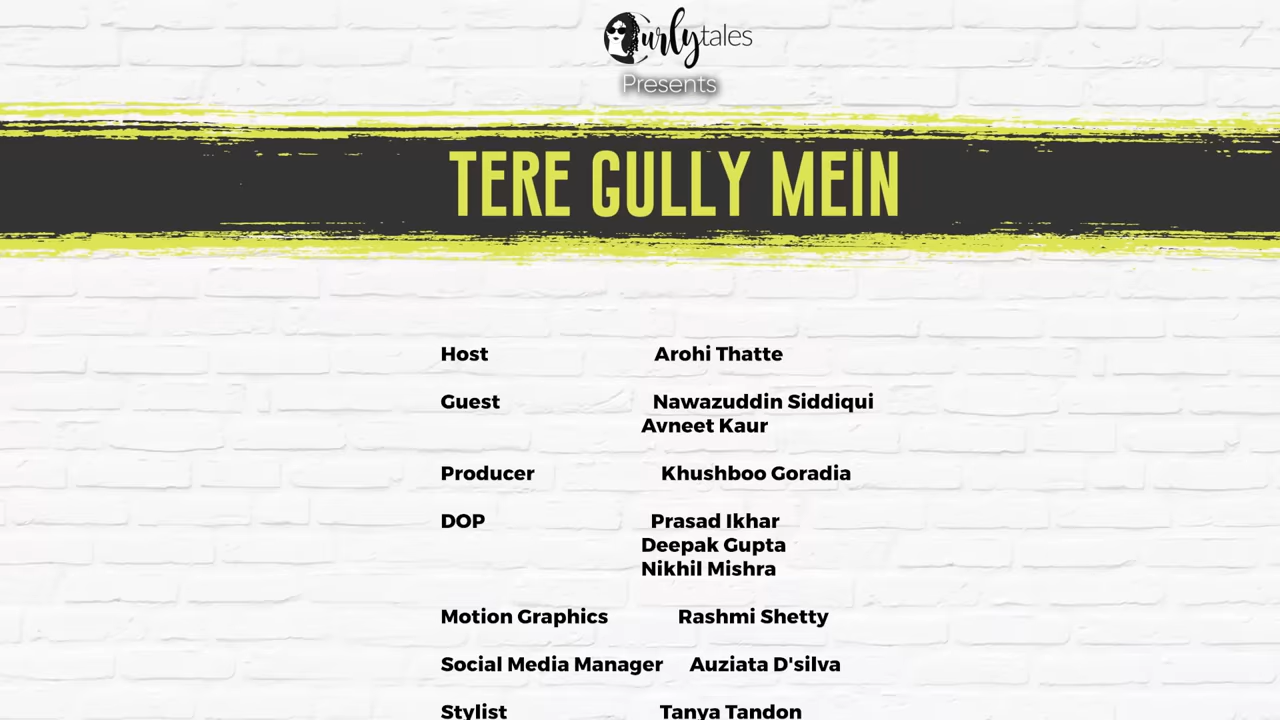 Curlytales
Presents
TERE GULLY MEIN
Host Arohi Thatte
Guest Nawazuddin Siddiqui
Avneet Kaur
Producer Khushboo Goradia
DOP Prasad Ikhar
Deepak Gupta
Nikhil Mishra
Motion Graphics Rashmi Shetty
Social Media Manager Auziata D'silva
Stylist Tanya Tandon